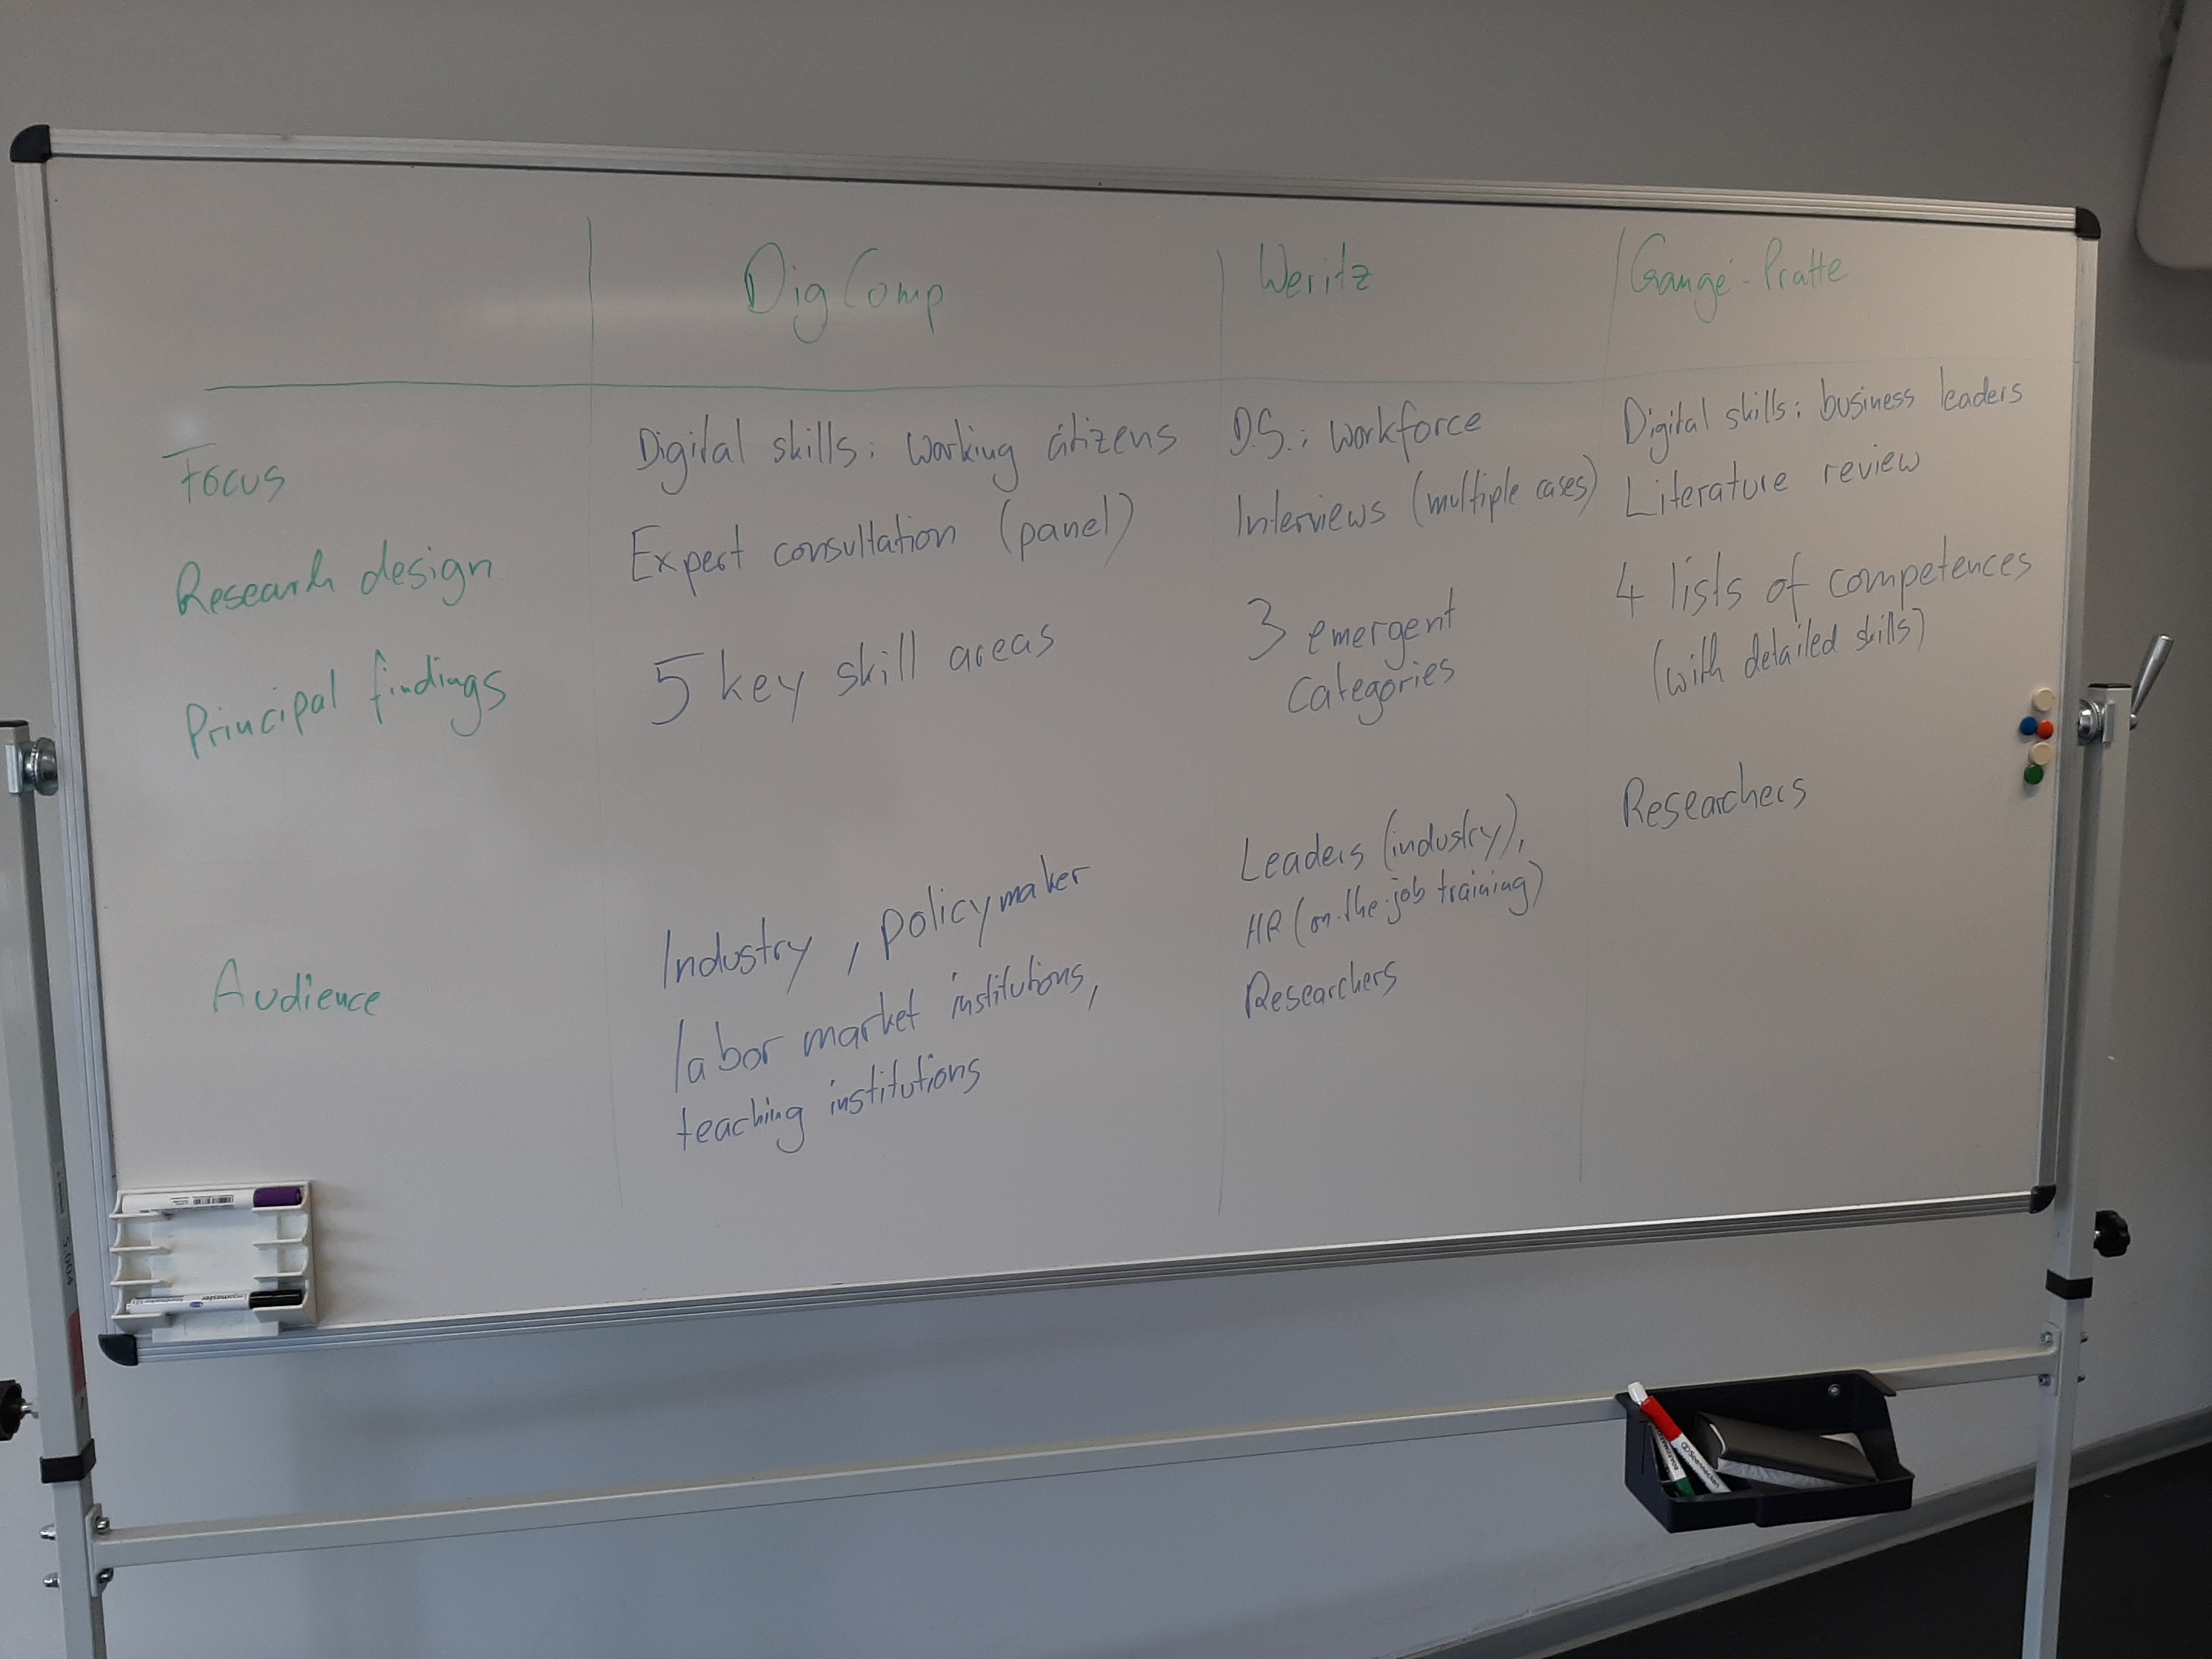 DigComp
Weritz
Gangé-Pratte
Focus
Digital skills: working citizens
D.S.: workforce
Digital skills: business leaders
Research design
Expert consultation (panel)
Interviews (multiple cases)
Literature review
Principal findings
5 key skill areas
3 emergent
categories
4 lists of competences
(with detailed skills)
Audience
Industry, policymaker
labor market institutions,
teaching institutions
Leaders (industry),
HR (on-the-job training)
Researchers
Researchers